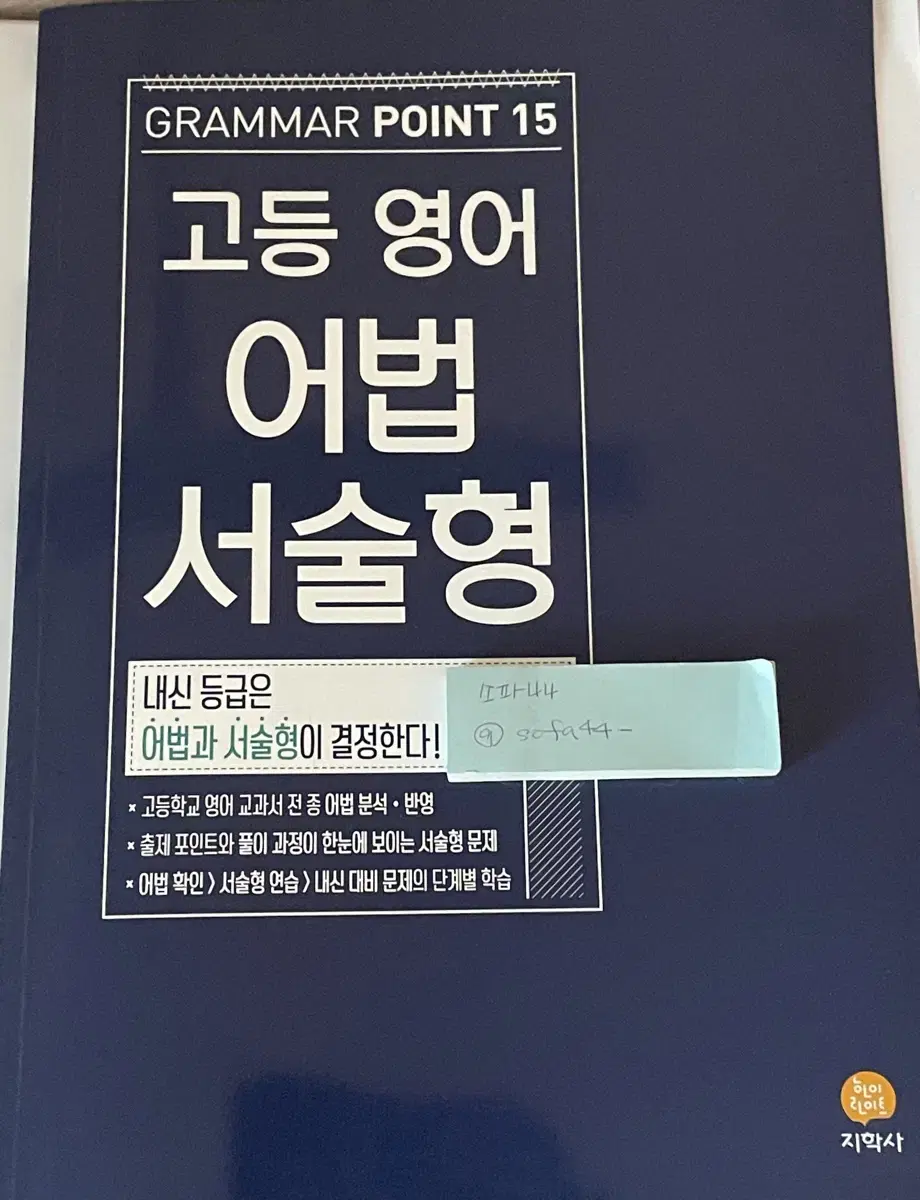 GRAMMAR POINT 15
고등 영어
어법
서술형
내신 등급은
어법과 서술형이 결정한다!
소파44
sofa44-
* 고등학교 영어 교과서 전 종 어법 분석·반영
* 출제 포인트와 풀이 과정이 한눈에 보이는 서술형 문제
* 어법 확인 > 서술형 연습 > 내신 대비 문제의 단계별 학습
하이
라이트
지학사